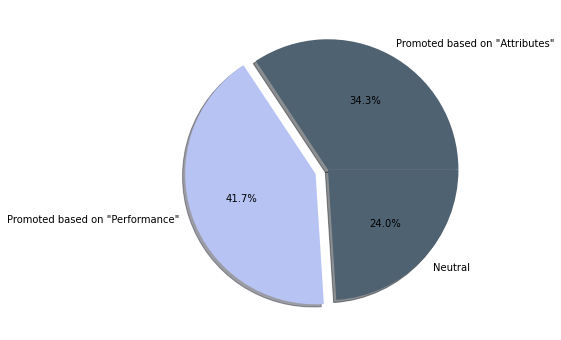 Promoted based on "Attributes"
34.3%
41.7%
Promoted based on "Performance"
24.0%
Neutral